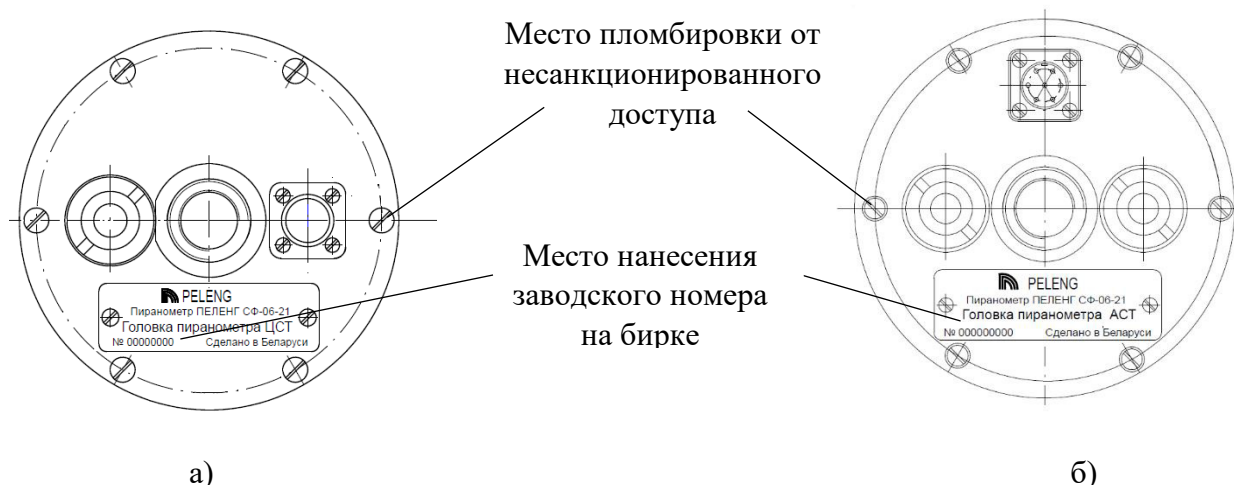 Место пломбировки от
несанкционированного
доступа
Место нанесения
заводского номера
на бирке
PELENG
Пиранометр ПЕЛЕНГ СФ-06-21
Головка пиранометра ЦСТ
№ 00000000 Сделано в Беларуси
PELENG
Пиранометр ПЕЛЕНГ СФ-06-21
Головка пиранометра АСТ
№ 000000000 Сделано в Беларуси
а)
б)